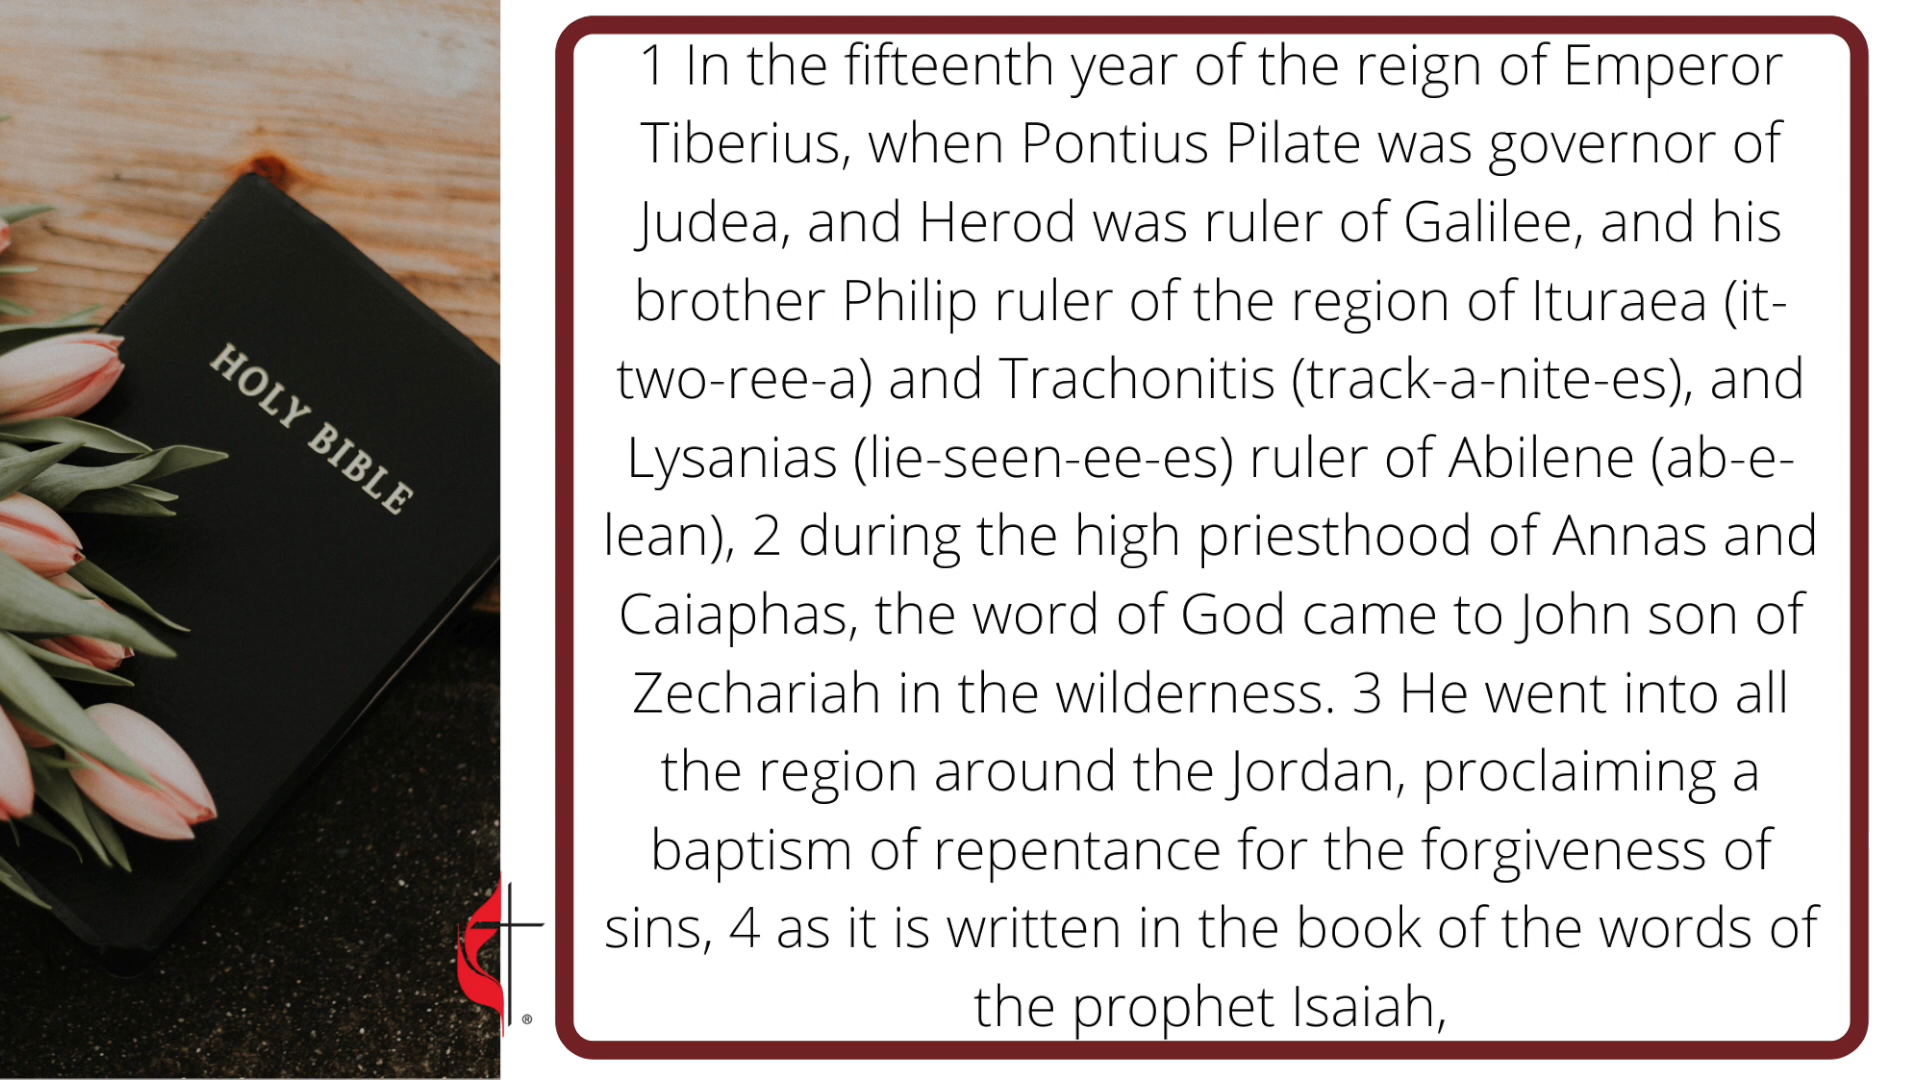 HOLY BIBLE
1 In the fifteenth year of the reign of Emperor
Tiberius, when Pontius Pilate was governor of
Judea, and Herod was ruler of Galilee, and his
brother Philip ruler of the region of Ituraea (it-
two-ree-a) and Trachonitis (track-a-nite-es), and
Lysanias (lie-seen-ee-es) ruler of Abilene (ab-e-
lean), 2 during the high priesthood of Annas and
Caiaphas, the word of God came to John son of
Zechariah in the wilderness. 3 He went into all
the region around the Jordan, proclaiming a
baptism of repentance for the forgiveness of
sins, 4 as it is written in the book of the words of
the prophet Isaiah,
®